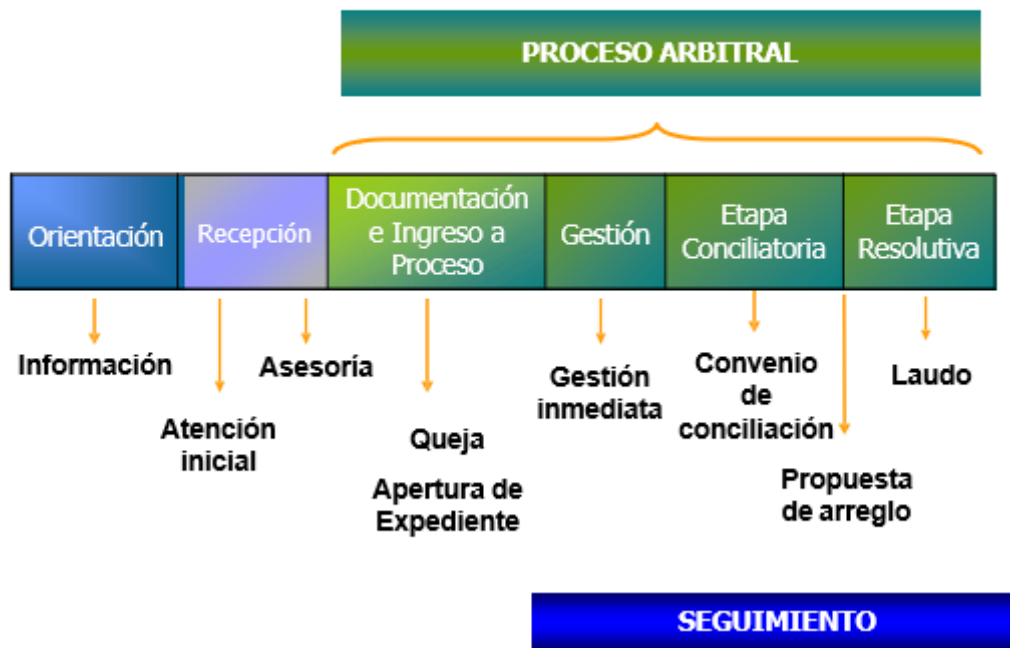 PROCESO ARBITRAL
Orientación
Recepción
Documentación
e Ingreso a
Proceso
Gestión
Etapa
Conciliatoria
Etapa
Resolutiva
Información
Atención
inicial
Asesoría
Queja
Apertura de
Expediente
Gestión
inmediata
Convenio
de
conciliación
Propuesta
de arreglo
Laudo
SEGUIMIENTO